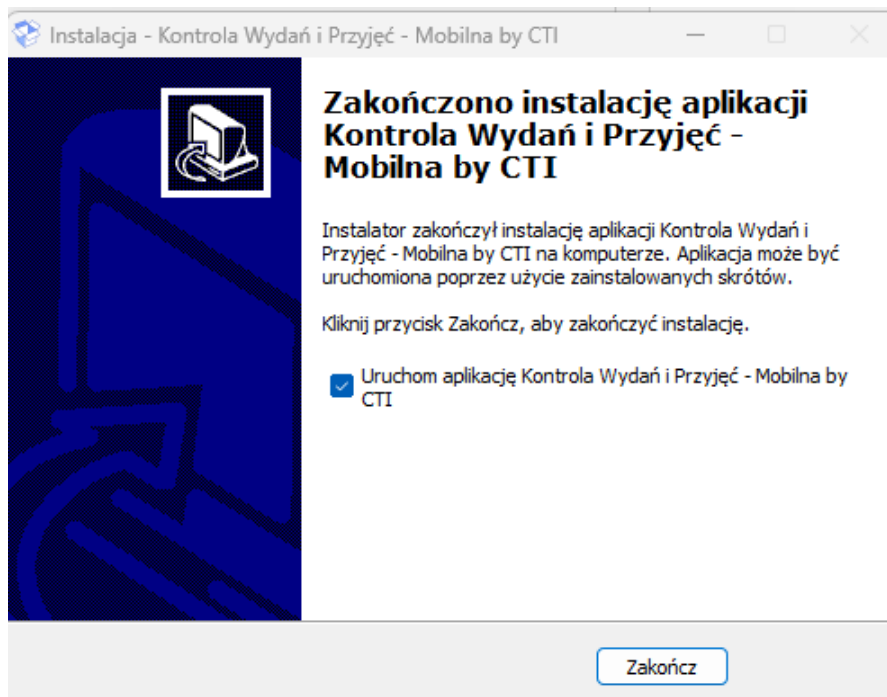 Instalacja - Kontrola Wydań i Przyjęć - Mobilna by CTI
Zakończono instalację aplikacji
Kontrola Wydań i Przyjęć -
Mobilna by CTI
Instalator zakończył instalację aplikacji Kontrola Wydań i
Przyjęć - Mobilna by CTI na komputerze. Aplikacja może być
uruchomiona poprzez użycie zainstalowanych skrótów.
Kliknij przycisk Zakończ, aby zakończyć instalację.
Uruchom aplikację Kontrola Wydań i Przyjęć - Mobilna by
CTI
Zakończ